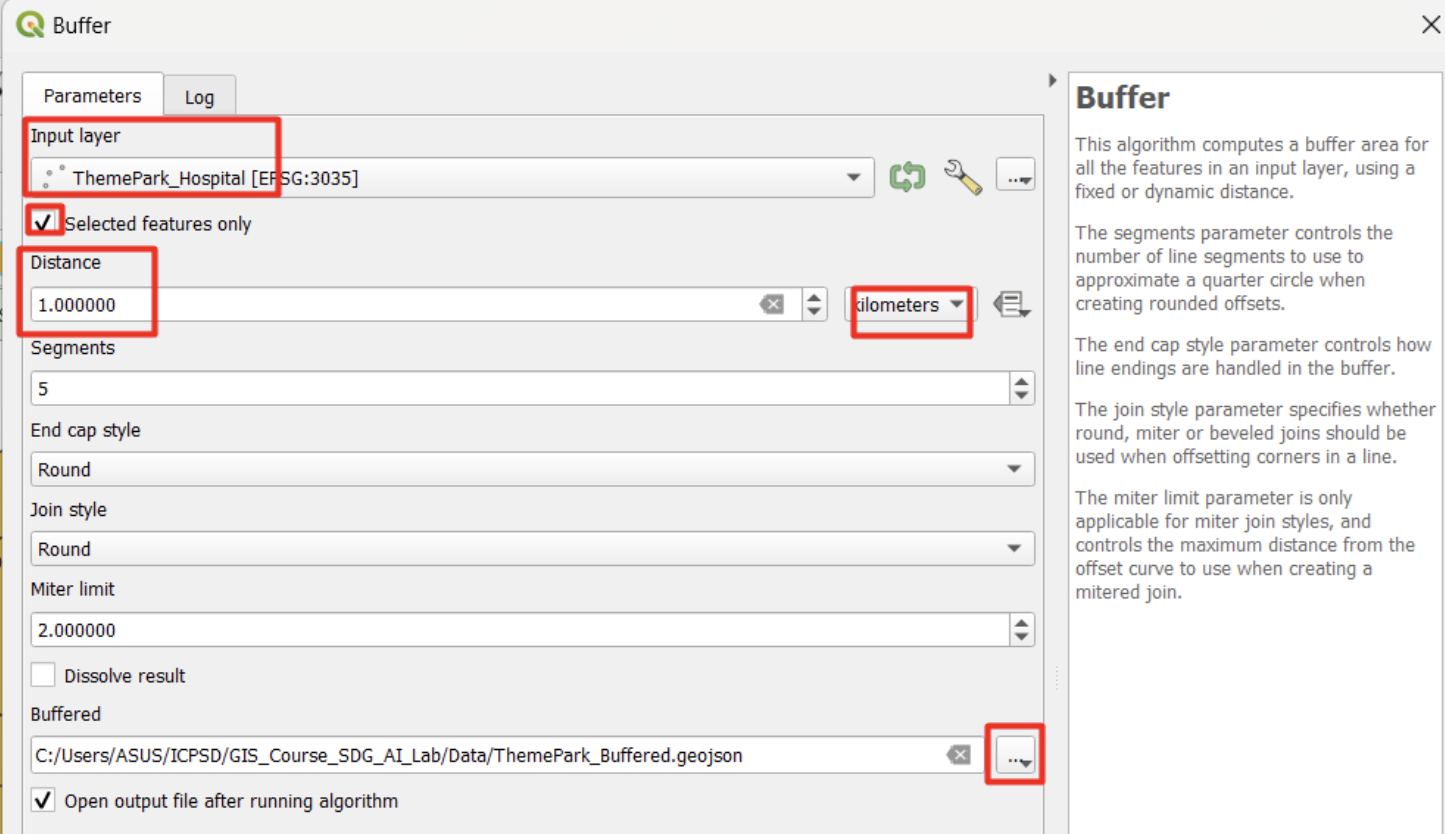 Buffer
Parameters
Log
Input layer
ThemePark_Hospital [EPSG:3035]
...
Selected features only
Distance
1.000000
kilometers
Segments
5
End cap style
Round
Join style
Round
Miter limit
2.000000
Dissolve result
Buffered
C:/Users/ASUS/ICPSD/GIS_Course_SDG_AI_Lab/Data/ThemePark_Buffered.geojson
...
Open output file after running algorithm
Buffer
This algorithm computes a buffer area for
all the features in an input layer, using a
fixed or dynamic distance.
The segments parameter controls the
number of line segments to use to
approximate a quarter circle when
creating rounded offsets.
The end cap style parameter controls how
line endings are handled in the buffer.
The join style parameter specifies whether
round, miter or beveled joins should be
used when offsetting corners in a line.
The miter limit parameter is only
applicable for miter join styles, and
controls the maximum distance from the
offset curve to use when creating a
mitered join.